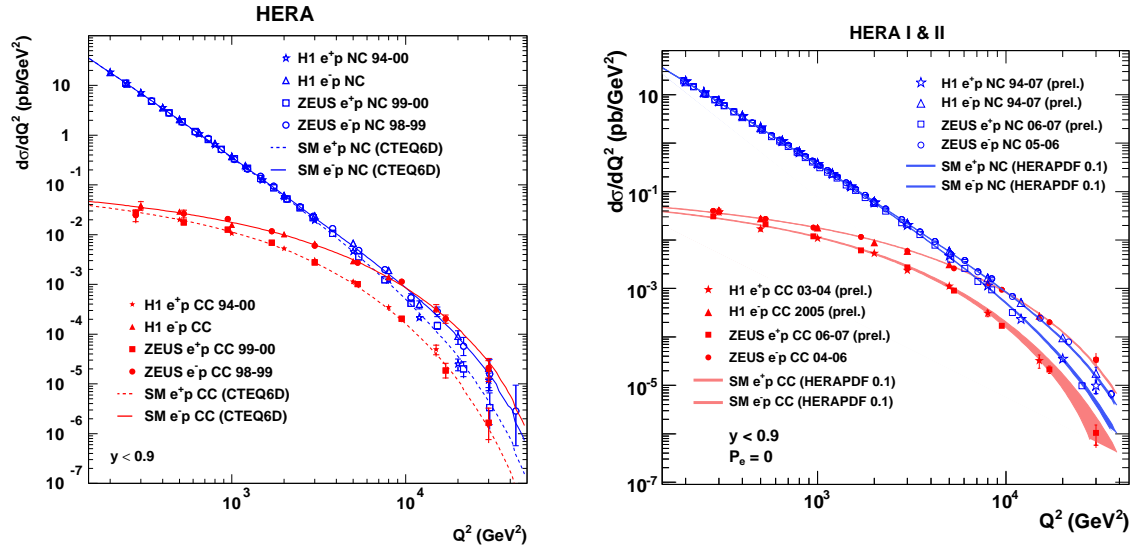 HERA
dσ/dQ² (pb/GeV²)
10
1
10⁻¹
10⁻²
10⁻³
10⁻⁴
10⁻⁵
10⁻⁶
10⁻⁷
H1 e⁺p NC 94-00
H1 e⁻p NC
ZEUS e⁺p NC 99-00
ZEUS e⁻p NC 98-99
SM e⁺p NC (CTEQ6D)
SM e⁻p NC (CTEQ6D)
H1 e⁺p CC 94-00
H1 e⁻p CC
ZEUS e⁺p CC 99-00
ZEUS e⁻p CC 98-99
SM e⁺p CC (CTEQ6D)
SM e⁻p CC (CTEQ6D)
y < 0.9
10³
10⁴
Q² (GeV²)
HERA I & II
dσ/dQ² (pb/GeV²)
10
1
10⁻¹
10⁻³
10⁻⁵
10⁻⁷
H1 e⁺p NC 94-07 (prel.)
H1 e⁻p NC 94-07 (prel.)
ZEUS e⁺p NC 06-07 (prel.)
ZEUS e⁻p NC 05-06
SM e⁺p NC (HERAPDF 0.1)
SM e⁻p NC (HERAPDF 0.1)
H1 e⁺p CC 03-04 (prel.)
H1 e⁻p CC 2005 (prel.)
ZEUS e⁺p CC 06-07 (prel.)
ZEUS e⁻p CC 04-06
SM e⁺p CC (HERAPDF 0.1)
SM e⁻p CC (HERAPDF 0.1)
y < 0.9
Pₑ = 0
10³
10⁴
Q² (GeV²)